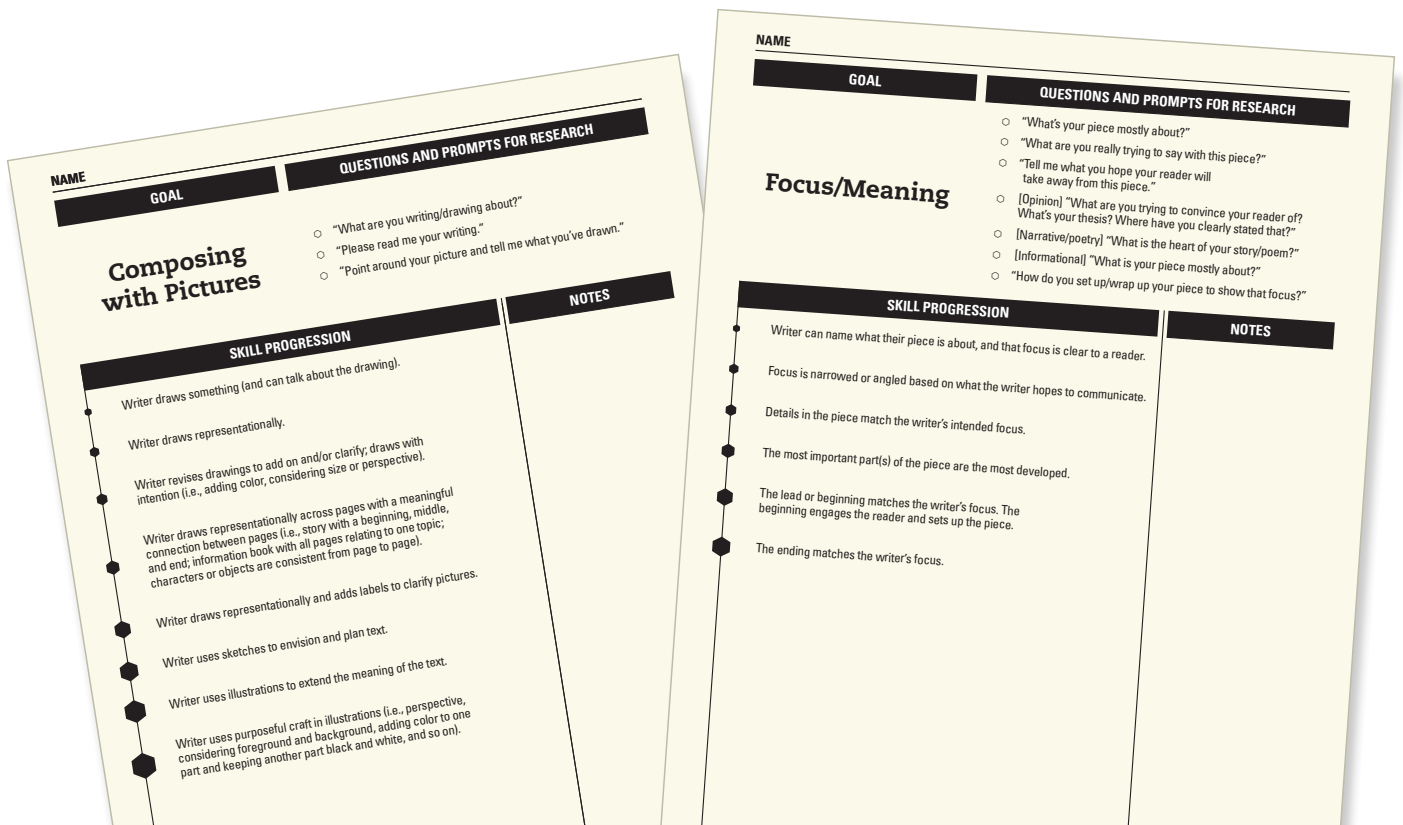 NAME
GOAL
QUESTIONS AND PROMPTS FOR RESEARCH
Composing
with Pictures
“What are you writing/drawing about?”
“Please read me your writing.”
“Point around your picture and tell me what you’ve drawn.”
SKILL PROGRESSION
NOTES
Writer draws something (and can talk about the drawing).
Writer draws representationally.
Writer revises drawings to add on and/or clarify; draws with
intention (i.e., adding color, considering size or perspective).
Writer draws representationally across pages with a meaningful
connection between pages (i.e., story with a beginning, middle,
and end; information book with all pages relating to one topic;
characters or objects are consistent from page to page).
Writer draws representationally and adds labels to clarify pictures.
Writer uses sketches to envision and plan text.
Writer uses illustrations to extend the meaning of the text.
Writer uses purposeful craft in illustrations (i.e., perspective,
considering foreground and background, adding color to one
part and keeping another part black and white, and so on).
NAME
GOAL
QUESTIONS AND PROMPTS FOR RESEARCH
Focus/Meaning
“What’s your piece mostly about?”
“What are you really trying to say with this piece?”
“Tell me what you hope your reader will
take away from this piece.”
[Opinion] “What are you trying to convince your reader of?
What’s your thesis? Where have you clearly stated that?”
[Narrative/poetry] “What is the heart of your story/poem?”
[Informational] “What is your piece mostly about?”
“How do you set up/wrap up your piece to show that focus?”
SKILL PROGRESSION
NOTES
Writer can name what their piece is about, and that focus is clear to a reader.
Focus is narrowed or angled based on what the writer hopes to communicate.
Details in the piece match the writer’s intended focus.
The most important part(s) of the piece are the most developed.
The lead or beginning matches the writer’s focus. The
beginning engages the reader and sets up the piece.
The ending matches the writer’s focus.